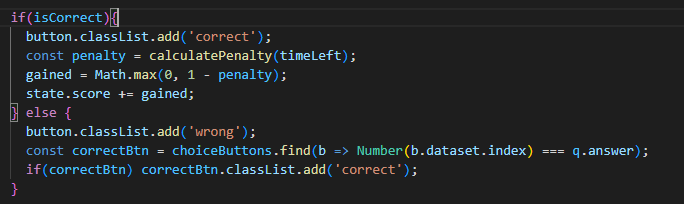 if(isCorrect){
  button.classList.add('correct');
  const penalty = calculatePenalty(timeLeft);
  gained = Math.max(0, 1 - penalty);
  state.score += gained;
} else {
  button.classList.add('wrong');
  const correctBtn = choiceButtons.find(b => Number(b.dataset.index) === q.answer);
  if(correctBtn) correctBtn.classList.add('correct');
}